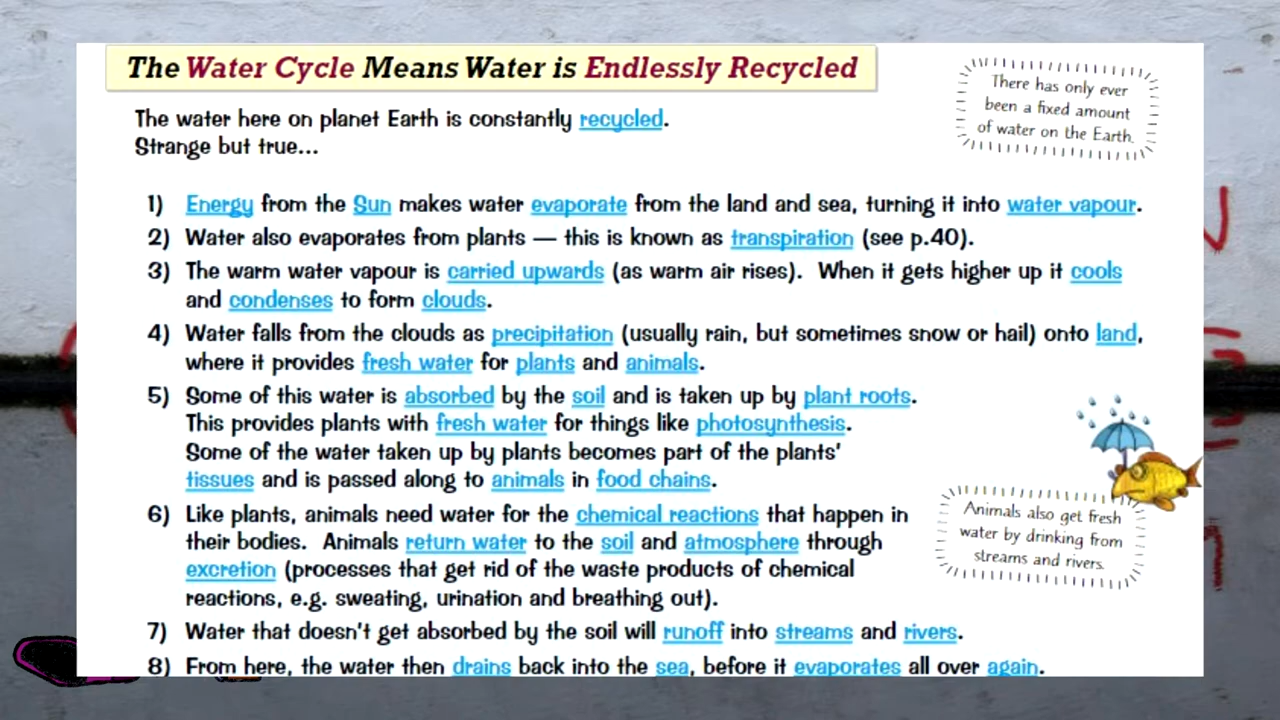 The Water Cycle Means Water is Endlessly Recycled
There has only ever
been a fixed amount
of water on the Earth.
The water here on planet Earth is constantly recycled.
Strange but true...
1) Energy from the Sun makes water evaporate from the land and sea, turning it into water vapour.
2) Water also evaporates from plants — this is known as transpiration (see p.40).
3) The warm water vapour is carried upwards (as warm air rises). When it gets higher up it cools
and condenses to form clouds.
4) Water falls from the clouds as precipitation (usually rain, but sometimes snow or hail) onto land,
where it provides fresh water for plants and animals.
5) Some of this water is absorbed by the soil and is taken up by plant roots.
This provides plants with fresh water for things like photosynthesis.
Some of the water taken up by plants becomes part of the plants'
tissues and is passed along to animals in food chains.
6) Like plants, animals need water for the chemical reactions that happen in
their bodies. Animals return water to the soil and atmosphere through
excretion (processes that get rid of the waste products of chemical
reactions, e.g. sweating, urination and breathing out).
Animals also get fresh
water by drinking from
streams and rivers.
7) Water that doesn't get absorbed by the soil will runoff into streams and rivers.
8) From here, the water then drains back into the sea, before it evaporates all over again.